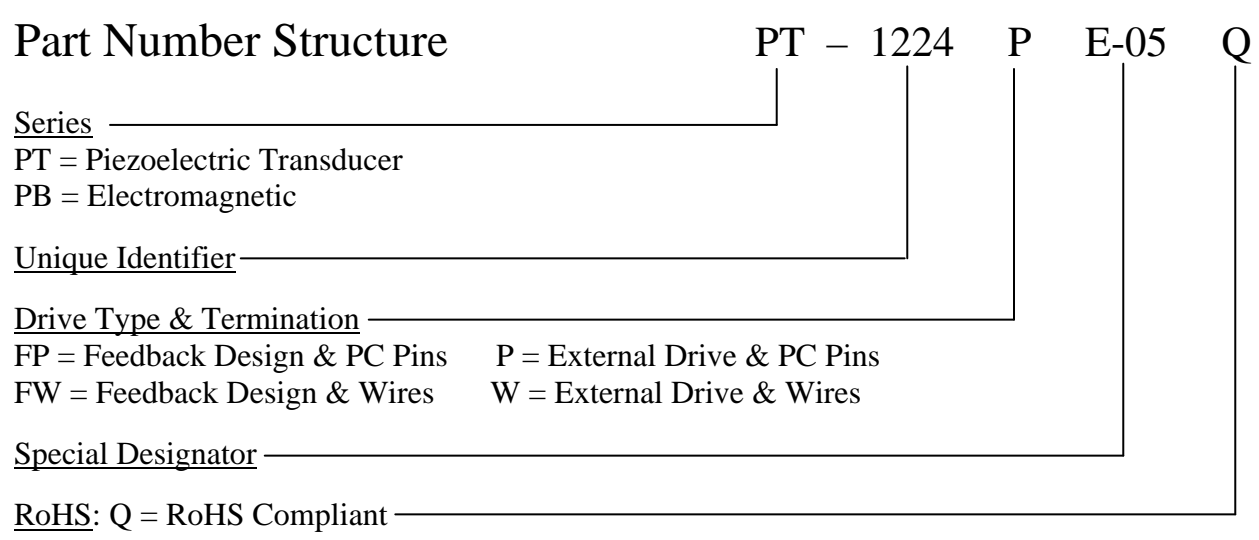 Part Number Structure PT – 1224 P E-05 Q
Series
PT = Piezoelectric Transducer
PB = Electromagnetic
Unique Identifier
Drive Type & Termination
FP = Feedback Design & PC Pins P = External Drive & PC Pins
FW = Feedback Design & Wires W = External Drive & Wires
Special Designator
RoHS: Q = RoHS Compliant